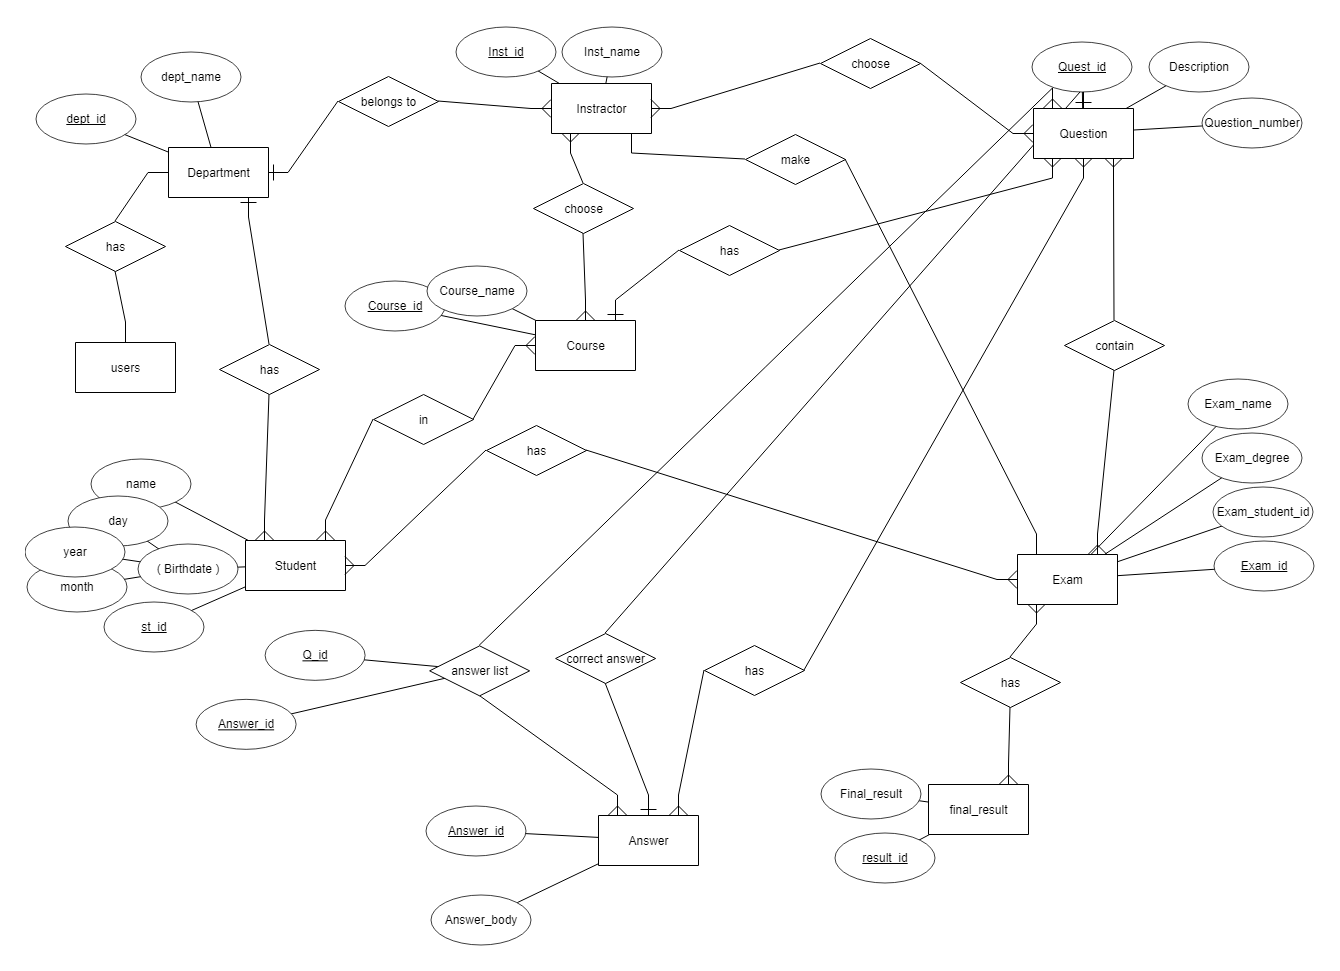 Inst_id
Inst_name
choose
Quest_id
Description
dept_name
belongs to
Instractor
dept_id
Question
Question_number
make
Department
choose
has
has
Course_name
Course_id
Course
contain
users
has
in
has
Exam_name
Exam_degree
name
Exam_student_id
day
year
( Birthdate )
Student
Exam
Exam_id
month
st_id
Q_id
answer list
correct answer
has
has
Answer_id
Final_result
final_result
Answer_id
Answer
result_id
Answer_body